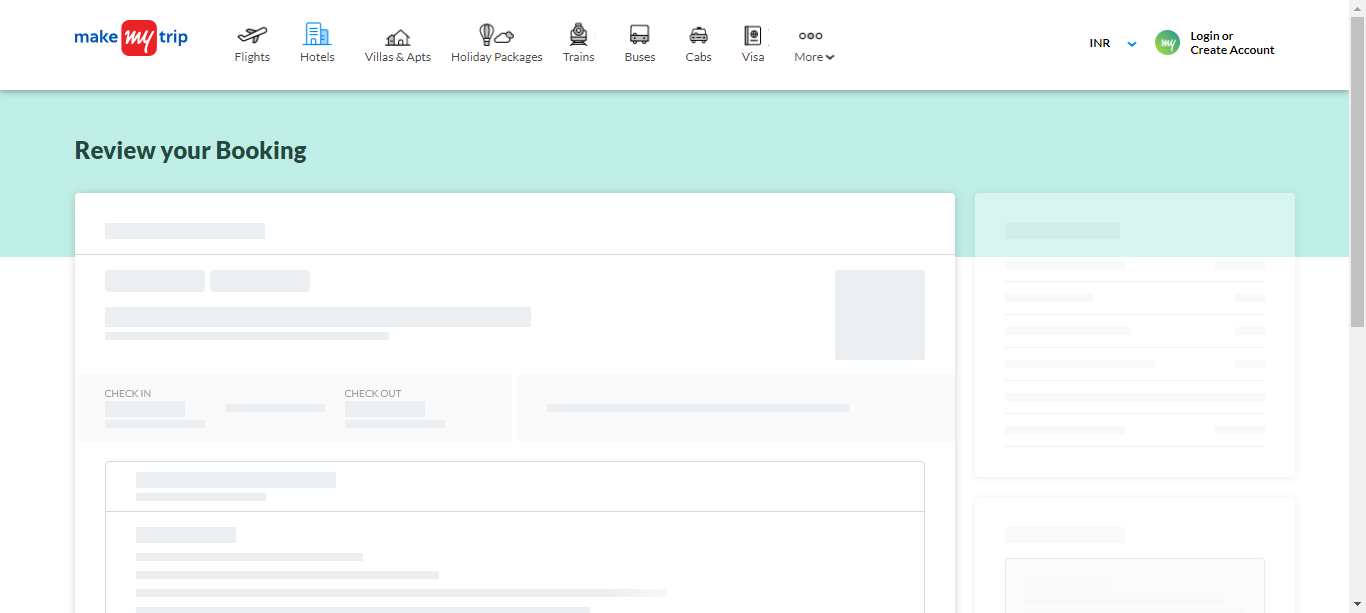 make my trip
Flights
Hotels
Villas & Apts
Holiday Packages
Trains
Buses
Cabs
Visa
More
INR
my
Login or
Create Account
Review your Booking
CHECK IN
CHECK OUT